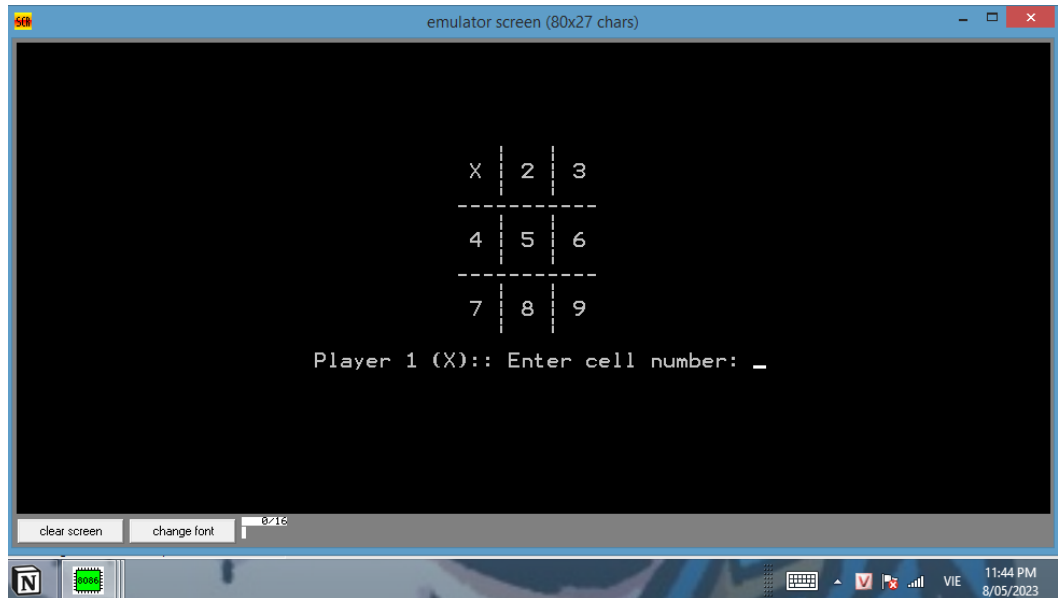 SCR
emulator screen (80x27 chars)
X 2 3
4 5 6
7 8 9
Player 1 (X):: Enter cell number: _
clear screen
change font
0/16
N
8086
V
VIE
11:44 PM
8/05/2023